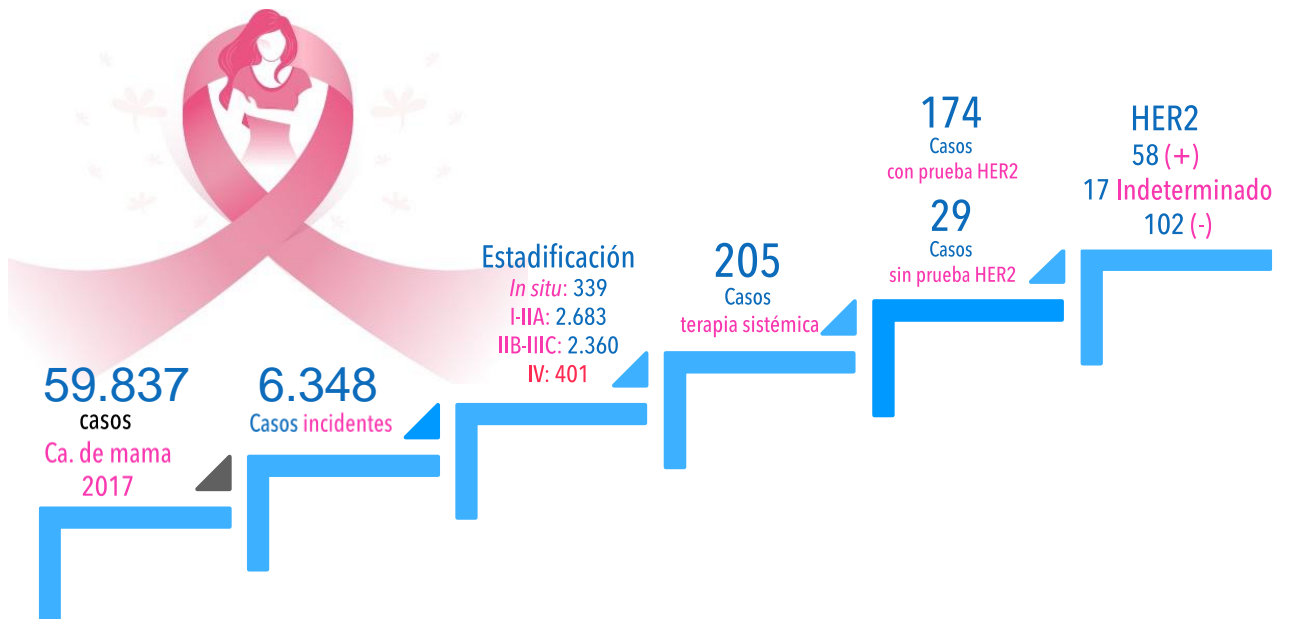 59.837
casos
Ca. de mama
2017
6.348
Casos incidentes
Estadificación
In situ: 339
I-IIA: 2.683
IIB-IIIC: 2.360
IV: 401
205
Casos
terapia sistémica
174
Casos
con prueba HER2
29
Casos
sin prueba HER2
HER2
58 (+)
17 Indeterminado
102 (-)